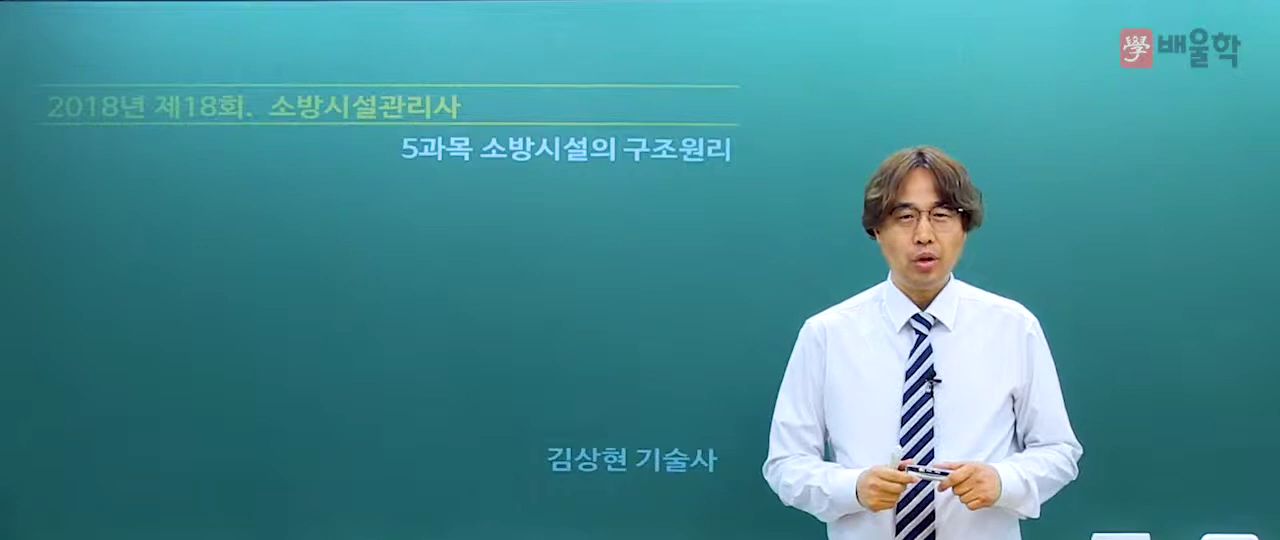 學 배울학
2018년 제18회. 소방시설관리사
5과목 소방시설의 구조원리
김상현 기술사